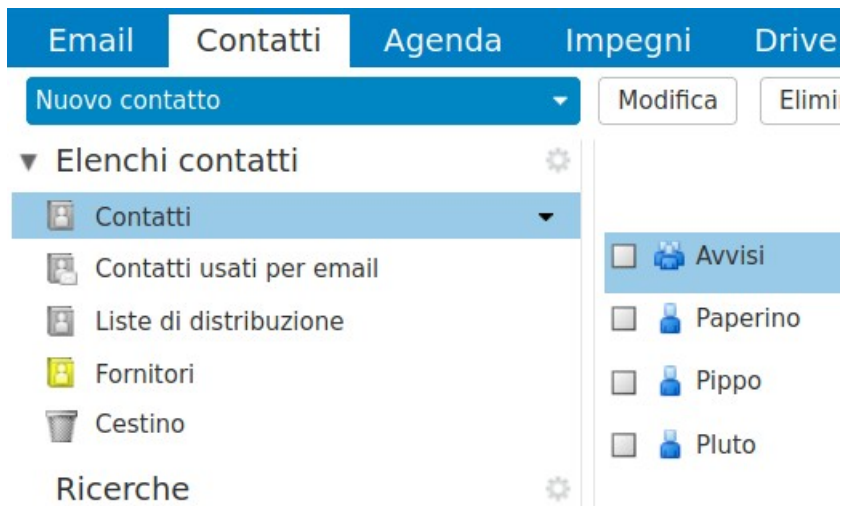 Email Contatti Agenda Impegni Drive
Nuovo contatto Modifica
Elenchi contatti
Contatti
Contatti usati per email
Liste di distribuzione
Fornitori
Cestino
Ricerche
Avvisi
Paperino
Pippo
Pluto